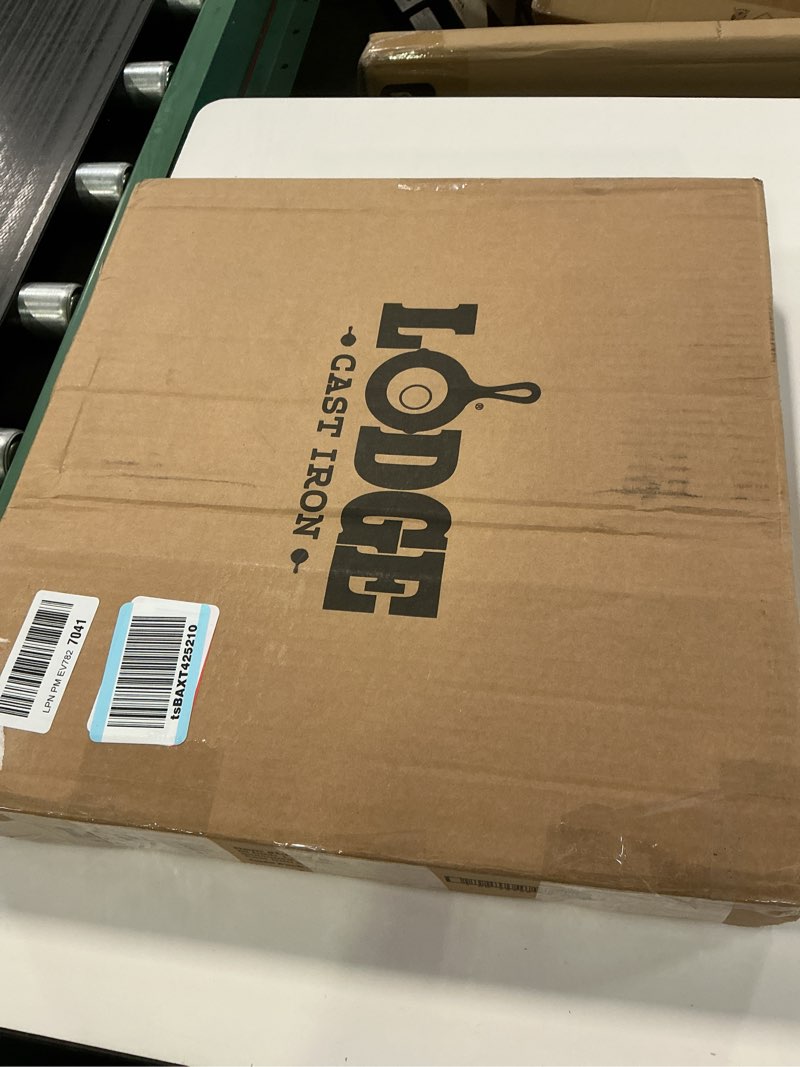 LODGE
®
CAST IRON
LPN PM EV782 7041
tsBAXT425210